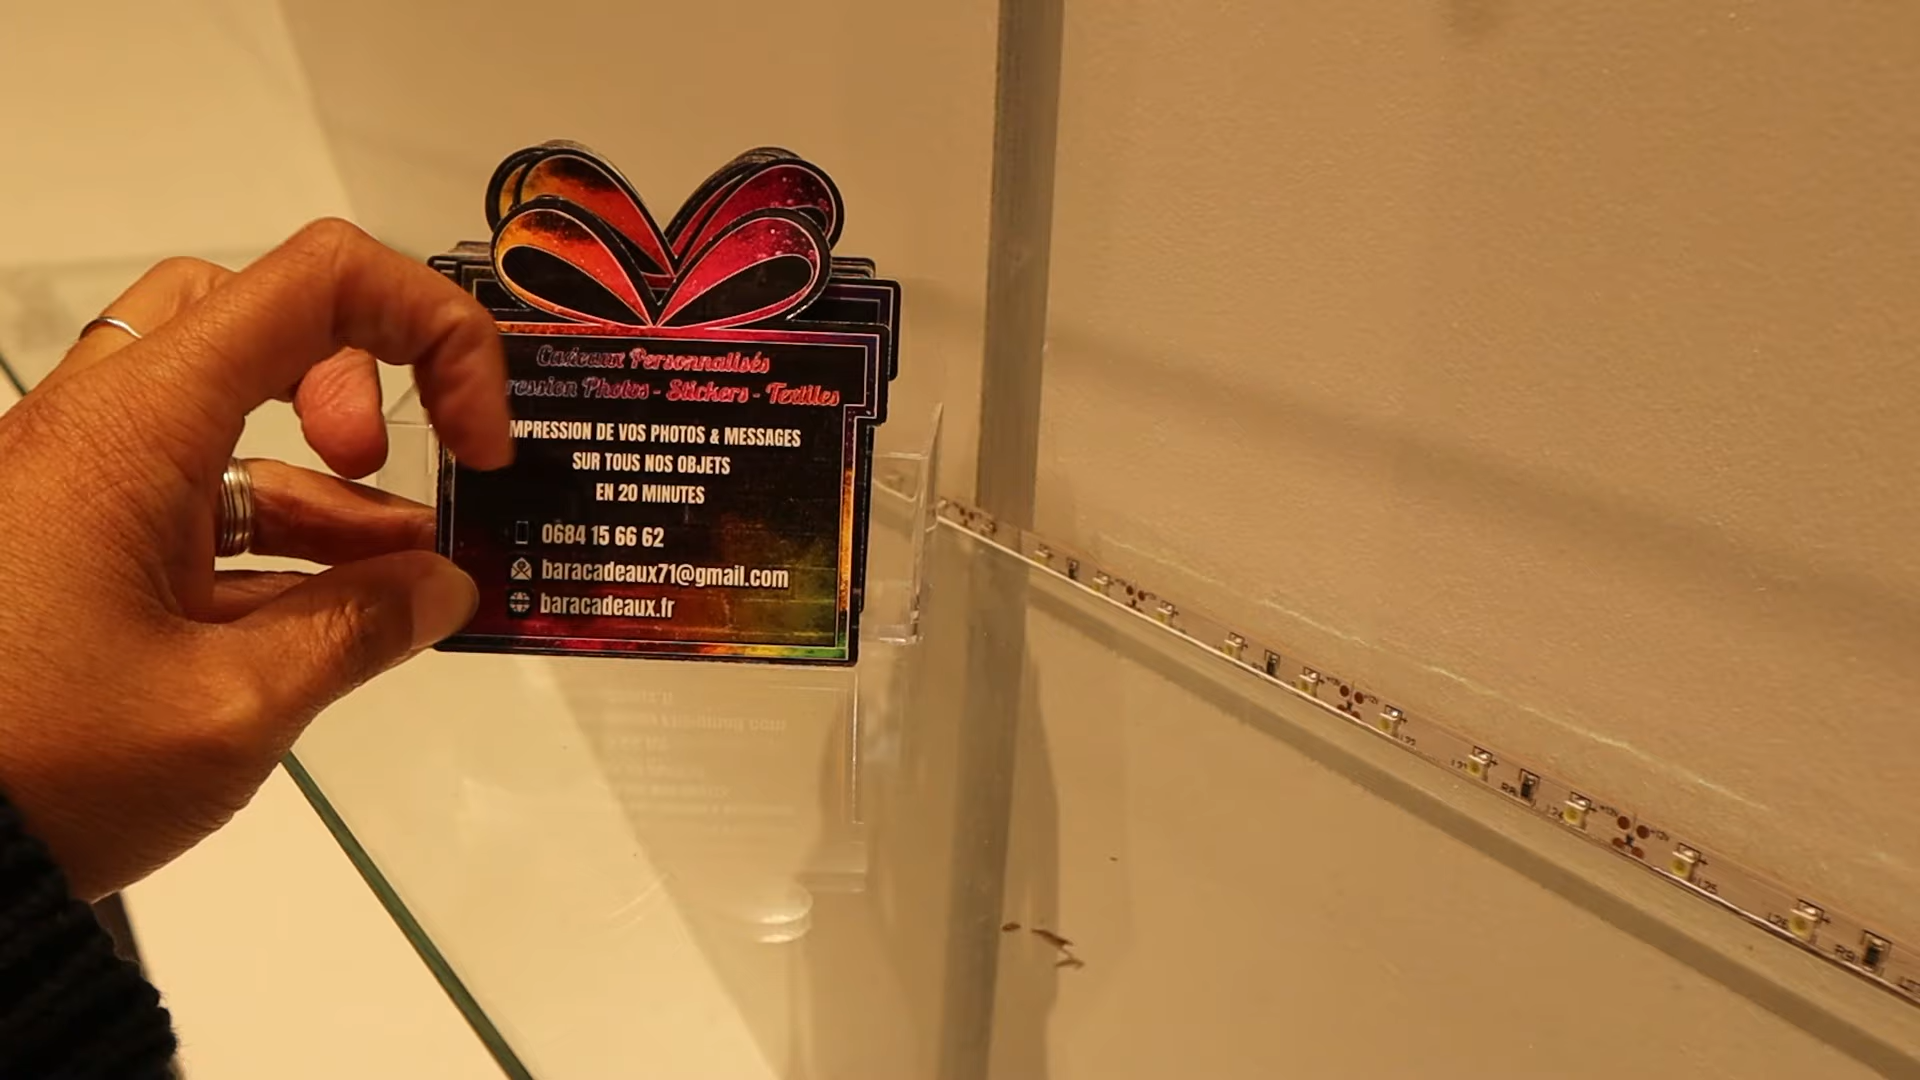 Cadeaux Personnalisés
ression Photos - Stickers - Textiles
MPRESSION DE VOS PHOTOS & MESSAGES
SUR TOUS NOS OBJETS
EN 20 MINUTES
0684 15 66 62
baracadeaux71@gmail.com
baracadeaux.fr